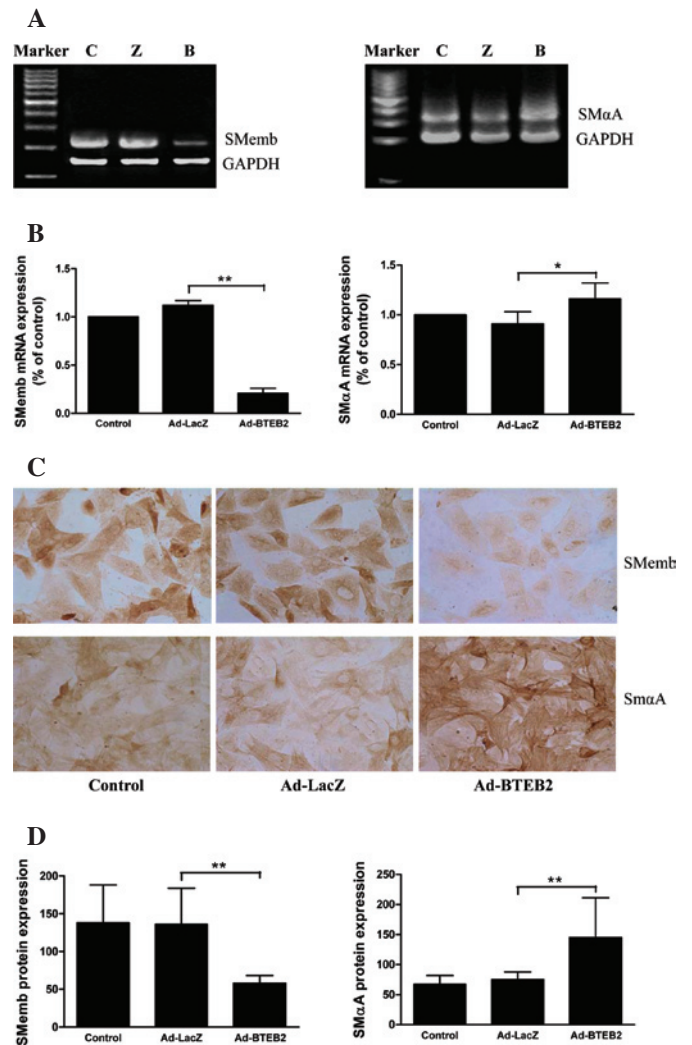 A
Marker C Z B
SMemb
GAPDH
Marker C Z B
SMαA
GAPDH
B
SMemb mRNA expression
(% of control)
1.5
1.0
0.5
0.0
Control Ad-LacZ Ad-BTEB2
**
SMαA mRNA expression
(% of control)
1.5
1.0
0.5
0.0
Control Ad-LacZ Ad-BTEB2
*
C
SMemb
SmαA
Control Ad-LacZ Ad-BTEB2
D
SMemb protein expression
200
150
100
50
0
Control Ad-LacZ Ad-BTEB2
**
SMαA protein expression
250
200
150
100
50
0
Control Ad-LacZ Ad-BTEB2
**